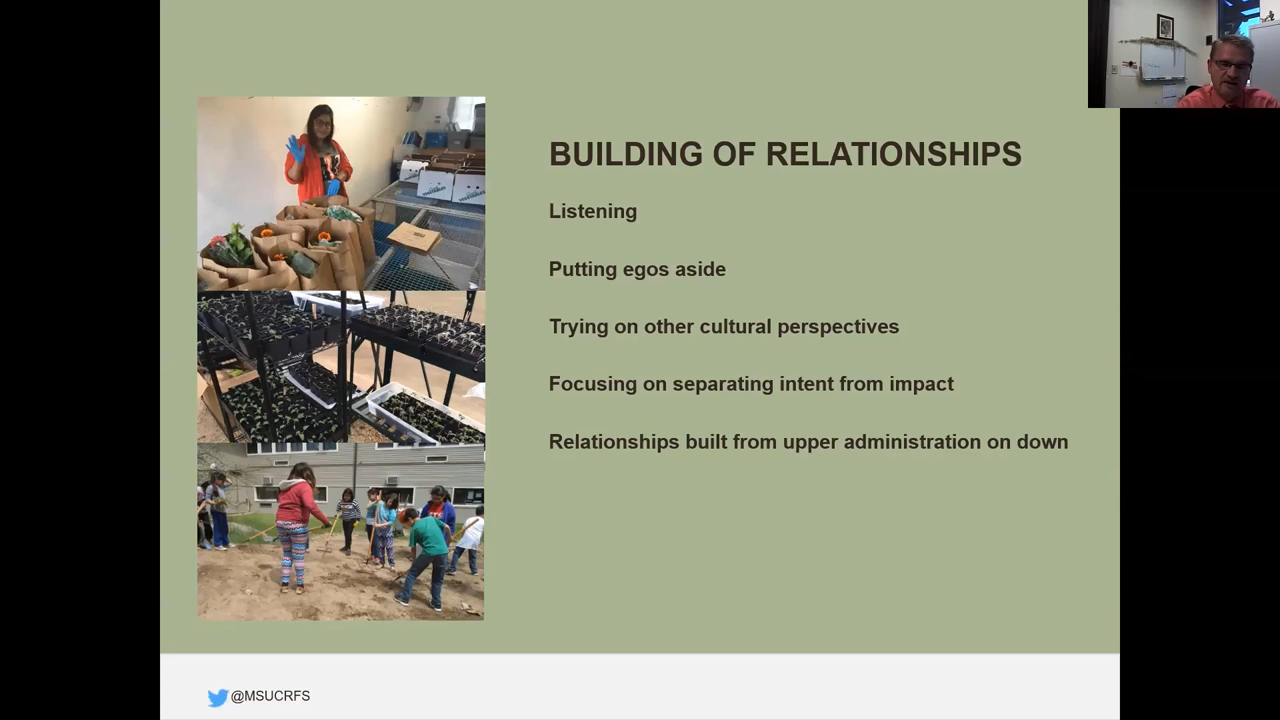 BUILDING OF RELATIONSHIPS
Listening
Putting egos aside
Trying on other cultural perspectives
Focusing on separating intent from impact
Relationships built from upper administration on down
@MSUCRFS